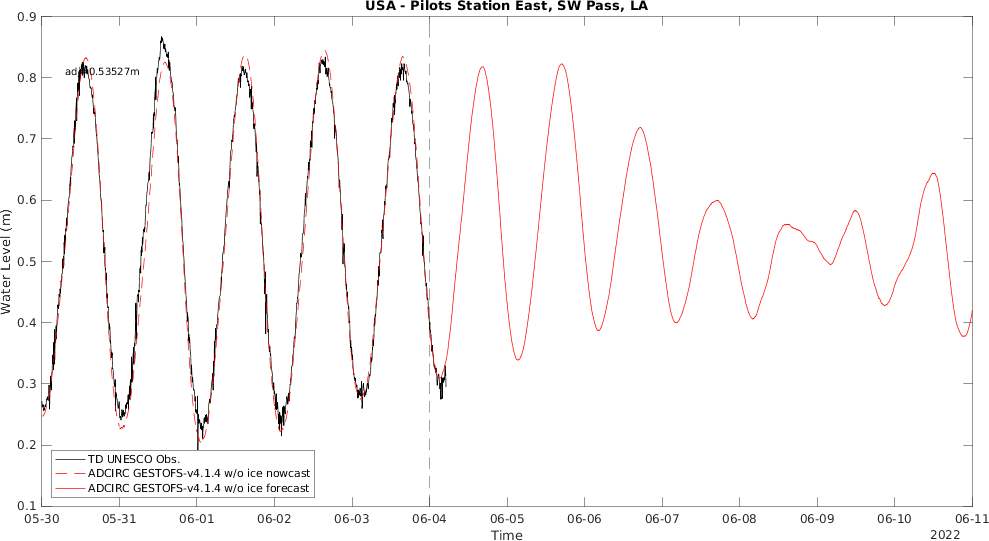 USA - Pilots Station East, SW Pass, LA
0.9
0.8
0.7
0.6
0.5
0.4
0.3
0.2
0.1
Water Level (m)
0.53527m
TD UNESCO Obs.
ADCIRC GESTOFS-v4.1.4 w/o ice nowcast
ADCIRC GESTOFS-v4.1.4 w/o ice forecast
05-30 05-31 06-01 06-02 06-03 06-04 06-05 06-06 06-07 06-08 06-09 06-10 06-11
Time
2022